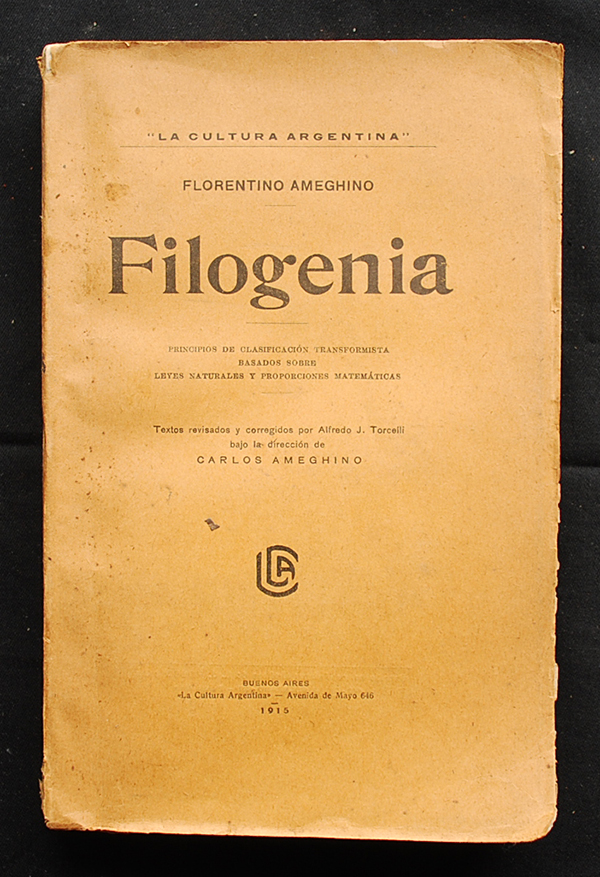 "LA CULTURA ARGENTINA"
FLORENTINO AMEGHINO
Filogenia
PRINCIPIOS DE CLASIFICACIÓN TRANSFORMISTA
BASADOS SOBRE
LEYES NATURALES Y PROPORCIONES MATEMÁTICAS
Textos revisados y corregidos por Alfredo J. Torcelli
bajo la dirección de
CARLOS AMEGHINO
LCA
BUENOS AIRES
«La Cultura Argentina» — Avenida de Mayo 646
1915